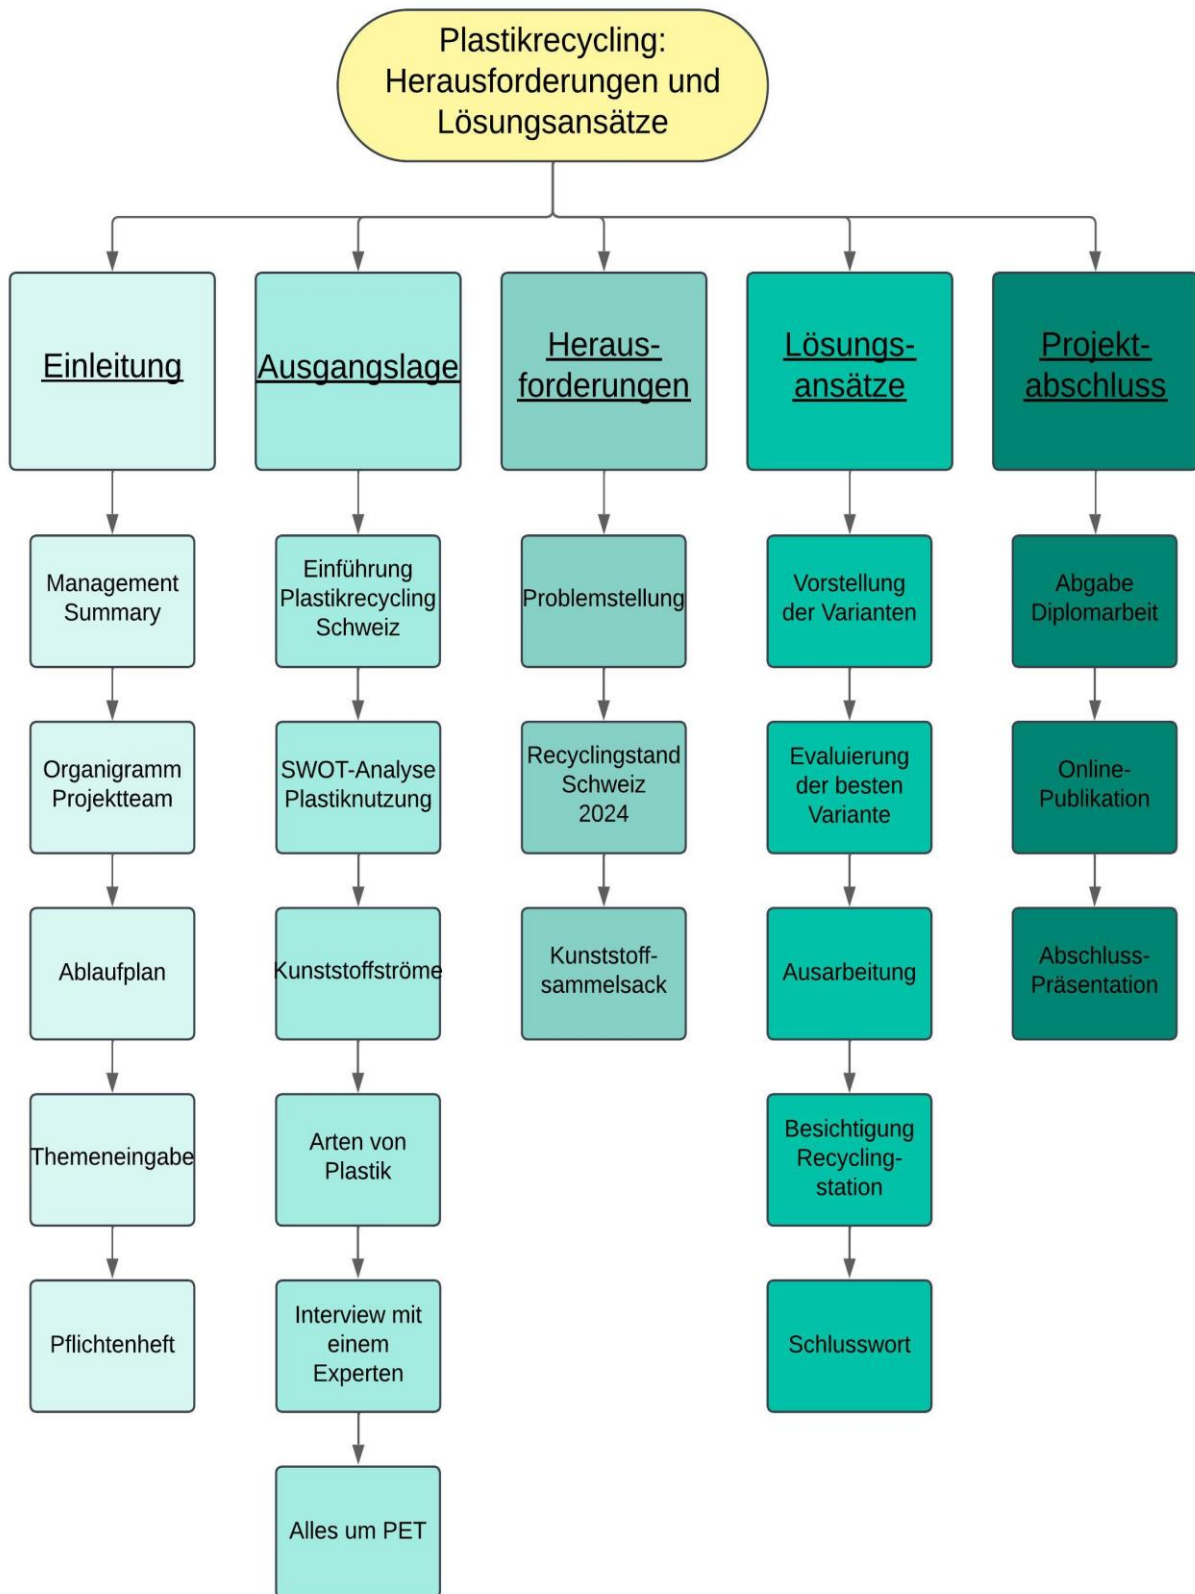 Plastikrecycling:
Herausforderungen und
Lösungsansätze
Einleitung
Ausgangslage
Heraus-
forderungen
Lösungs-
ansätze
Projekt-
abschluss
Management
Summary
Organigramm
Projektteam
Ablaufplan
Themeneingabe
Pflichtenheft
Einführung
Plastikrecycling
Schweiz
SWOT-Analyse
Plastiknutzung
Kunststoffströme
Arten von
Plastik
Interview mit
einem
Experten
Alles um PET
Problemstellung
Recyclingstand
Schweiz
2024
Kunststoff-
sammelsack
Vorstellung
der Varianten
Evaluierung
der besten
Variante
Ausarbeitung
Besichtigung
Recycling-
station
Schlusswort
Abgabe
Diplomarbeit
Online-
Publikation
Abschluss-
Präsentation